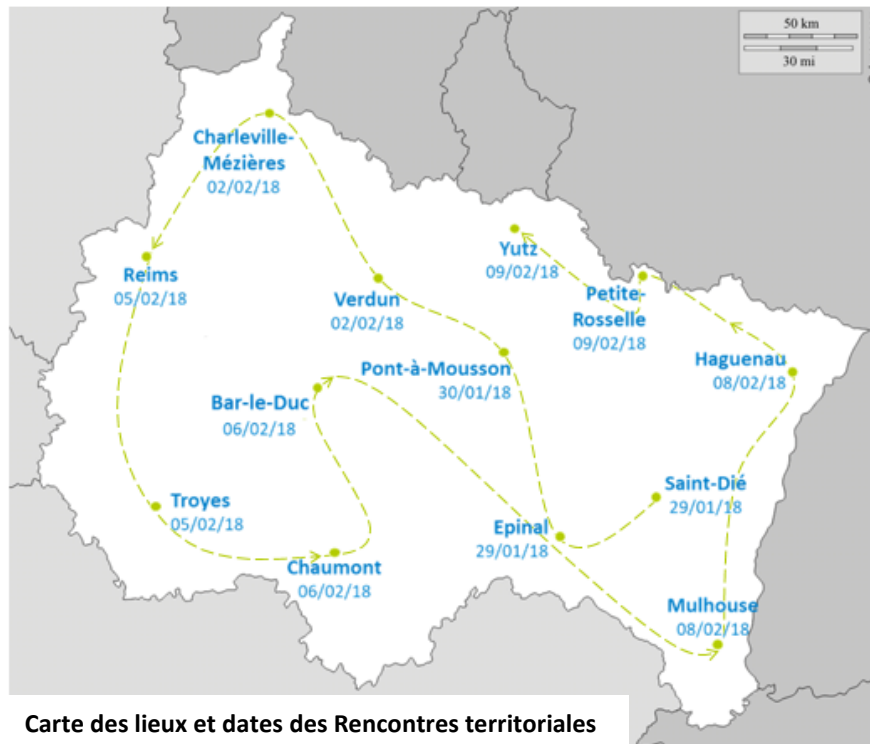 50 km
30 mi
Charleville-
Mézières
02/02/18
Reims
05/02/18
Verdun
02/02/18
Yutz
09/02/18
Petite-
Rosselle
09/02/18
Pont-à-Mousson
30/01/18
Haguenau
08/02/18
Bar-le-Duc
06/02/18
Troyes
05/02/18
Chaumont
06/02/18
Epinal
29/01/18
Saint-Dié
29/01/18
Mulhouse
08/02/18
Carte des lieux et dates des Rencontres territoriales